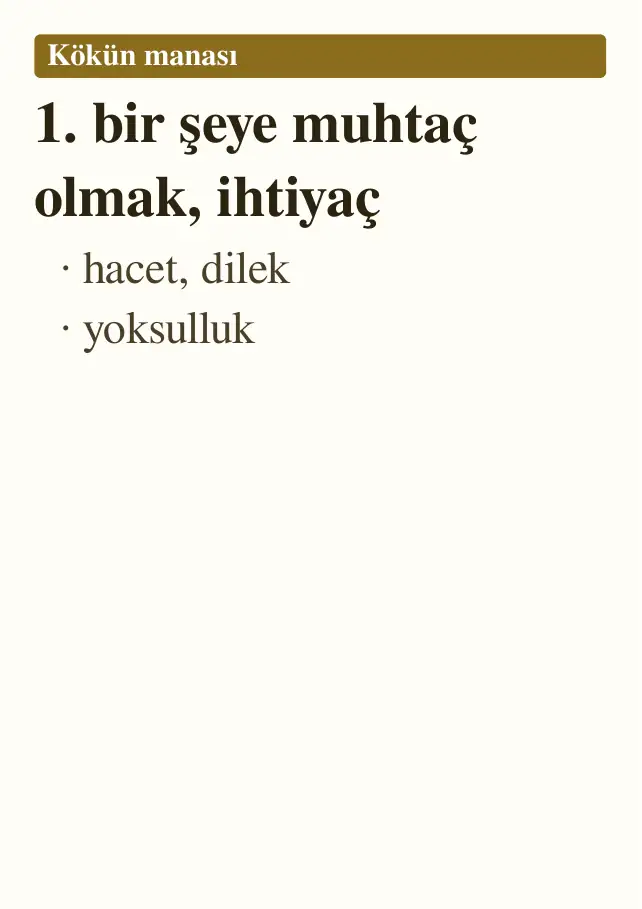 Kökün manası
1. bir şeye muhtaç
olmak, ihtiyaç
· hacet, dilek
· yoksulluk